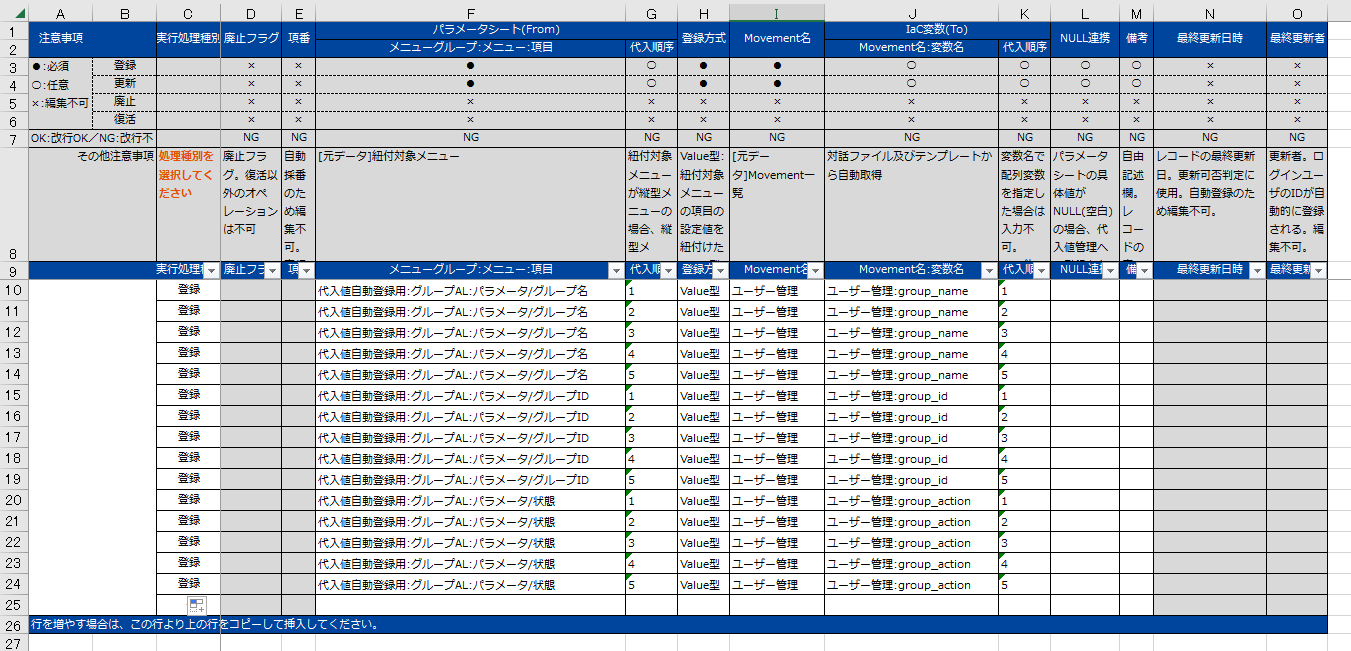 A B C D E F G H I J K L M N O
1 注意事項 実行処理種別 廃止フラグ 項番 パラメータシート(From) 登録方式 Movement名 IaC変数(To) NULL連携 備考 最終更新日時 最終更新者
2 メニューグループ:メニュー:項目 代入順序 Movement名:変数名 代入順序
3 ●:必須 登録 × × ● ○ ● ● ○ ○ ○ ○ × ×
4 ○:任意 更新 × × ● ○ ● ● ○ ○ ○ ○ × ×
5 ×:編集不可 廃止 × × × × × × × × × ○ × ×
6 復活 × × × × × × × × × ○ × ×
7 OK:改行OK／NG:改行不 NG NG NG NG NG NG NG NG NG NG NG NG
8 その他注意事項
処理種別を
選択してくだ
さい
廃止フラ
グ。復活以
外のオペ
レーション
は不可
自動
採番
のた
め編
集不
可。
[元データ]紐付対象メニュー
紐付対象
メニュー
が縦型メ
ニューの
場合、縦
型メ
Value型:
紐付対象
メニュー
の項目の
設定値を
紐付けた
[元デー
タ]Movement一
覧
対話ファイル及びテンプレートか
ら自動取得
変数名で
配列変数
を指定し
た場合は
入力不
可。
パラメータ
シートの具
体値が
NULL(空白)
の場合、代
入値管理へ
自由
記述
欄。
レ
コー
ドの
レコードの最終更新
日。更新可否判定に
使用。自動登録のた
め編集不可。
更新者。ロ
グインユー
ザのIDが自
動的に登録
される。編
集不可。
9 実行処理種 廃止フラ 項 メニューグループ:メニュー:項目 代入順 登録方 Movement名 Movement名:変数名 代入順 NULL連 備 最終更新日時 最終更新
10 登録 代入値自動登録用:グループAL:パラメータ/グループ名 1 Value型 ユーザー管理 ユーザー管理:group_name 1
11 登録 代入値自動登録用:グループAL:パラメータ/グループ名 2 Value型 ユーザー管理 ユーザー管理:group_name 2
12 登録 代入値自動登録用:グループAL:パラメータ/グループ名 3 Value型 ユーザー管理 ユーザー管理:group_name 3
13 登録 代入値自動登録用:グループAL:パラメータ/グループ名 4 Value型 ユーザー管理 ユーザー管理:group_name 4
14 登録 代入値自動登録用:グループAL:パラメータ/グループ名 5 Value型 ユーザー管理 ユーザー管理:group_name 5
15 登録 代入値自動登録用:グループAL:パラメータ/グループID 1 Value型 ユーザー管理 ユーザー管理:group_id 1
16 登録 代入値自動登録用:グループAL:パラメータ/グループID 2 Value型 ユーザー管理 ユーザー管理:group_id 2
17 登録 代入値自動登録用:グループAL:パラメータ/グループID 3 Value型 ユーザー管理 ユーザー管理:group_id 3
18 登録 代入値自動登録用:グループAL:パラメータ/グループID 4 Value型 ユーザー管理 ユーザー管理:group_id 4
19 登録 代入値自動登録用:グループAL:パラメータ/グループID 5 Value型 ユーザー管理 ユーザー管理:group_id 5
20 登録 代入値自動登録用:グループAL:パラメータ/状態 1 Value型 ユーザー管理 ユーザー管理:group_action 1
21 登録 代入値自動登録用:グループAL:パラメータ/状態 2 Value型 ユーザー管理 ユーザー管理:group_action 2
22 登録 代入値自動登録用:グループAL:パラメータ/状態 3 Value型 ユーザー管理 ユーザー管理:group_action 3
23 登録 代入値自動登録用:グループAL:パラメータ/状態 4 Value型 ユーザー管理 ユーザー管理:group_action 4
24 登録 代入値自動登録用:グループAL:パラメータ/状態 5 Value型 ユーザー管理 ユーザー管理:group_action 5
25
26 行を増やす場合は、この行より上の行をコピーして挿入してください。
27